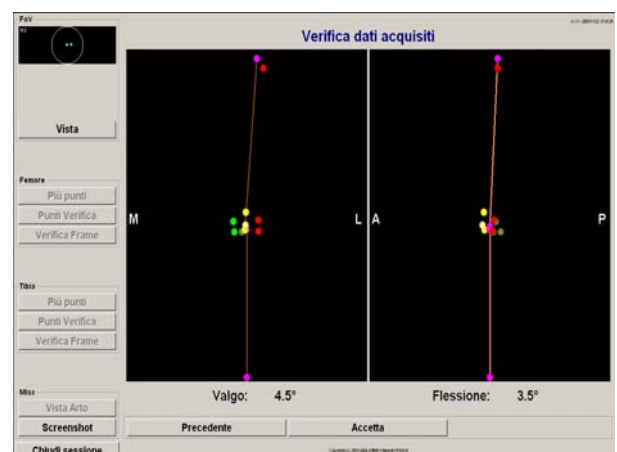 FoV
Verifica dati acquisiti
Vista
Femore
Più punti
Punti Verifica
Verifica Frame
M
L
A
P
Tibia
Più punti
Punti Verifica
Verifica Frame
Misc
Vista Arto
Valgo: 4.5°
Flessione: 3.5°
Screenshot
Precedente
Accetta
Chiudi sessione